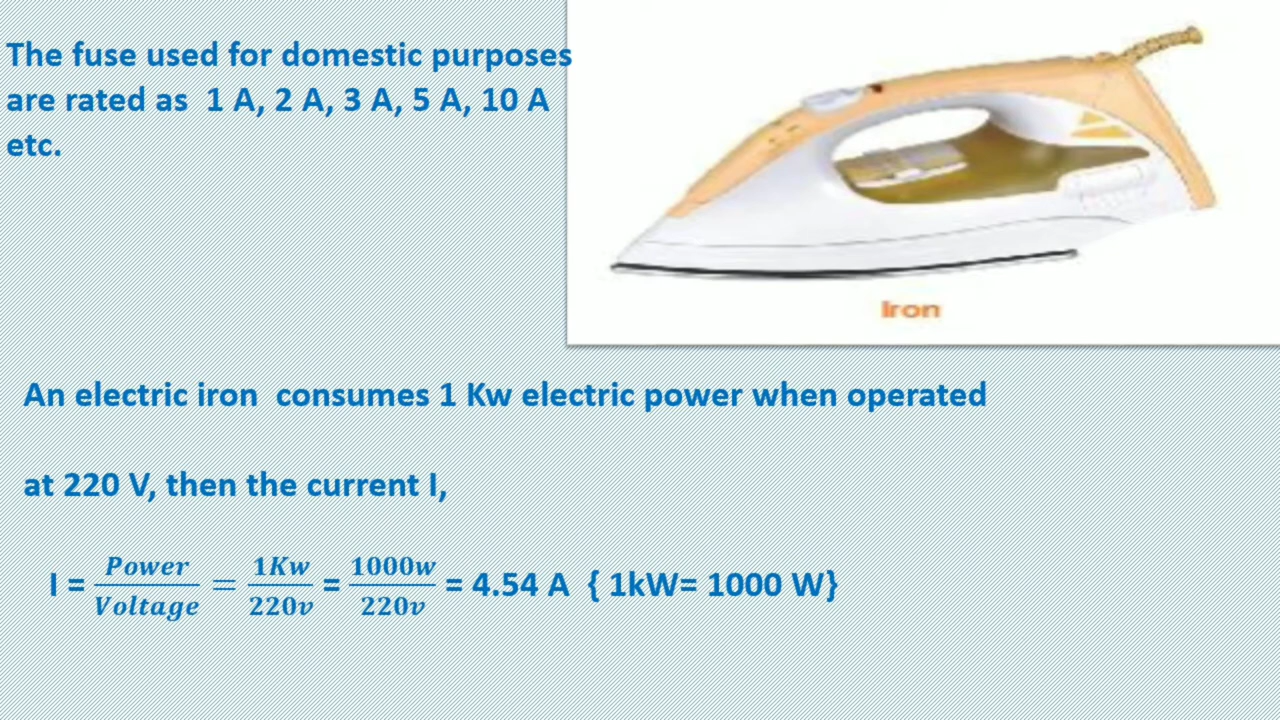 The fuse used for domestic purposes
are rated as  1 A, 2 A, 3 A, 5 A, 10 A
etc.
Iron
An electric iron  consumes 1 Kw electric power when operated
at 220 V, then the current I,
I = Power/Voltage = 1Kw/220v = 1000w/220v = 4.54 A  { 1kW= 1000 W}